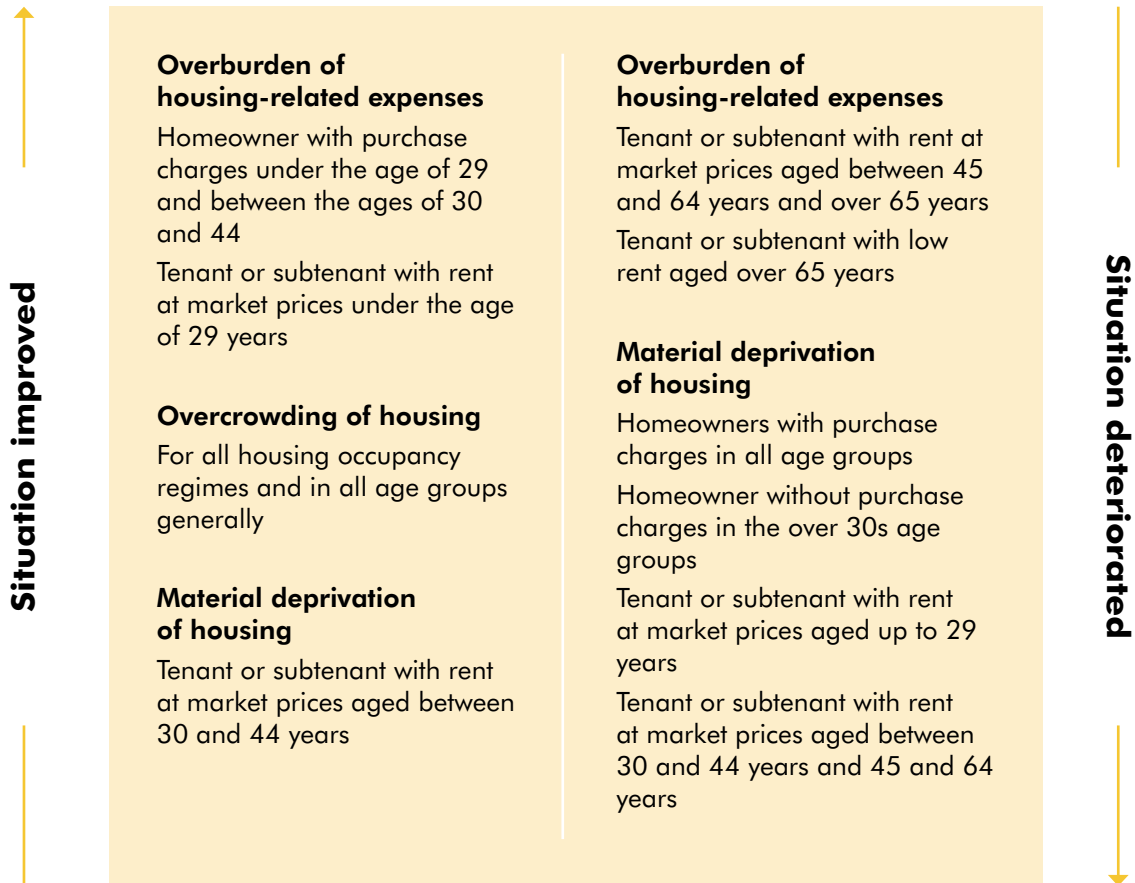 Situation improved
Overburden of
housing-related expenses
Homeowner with purchase
charges under the age of 29
and between the ages of 30
and 44
Tenant or subtenant with rent
at market prices under the age
of 29 years
Overcrowding of housing
For all housing occupancy
regimes and in all age groups
generally
Material deprivation
of housing
Tenant or subtenant with rent
at market prices aged between
30 and 44 years
Overburden of
housing-related expenses
Tenant or subtenant with rent at
market prices aged between 45
and 64 years and over 65 years
Tenant or subtenant with low
rent aged over 65 years
Material deprivation
of housing
Homeowners with purchase
charges in all age groups
Homeowner without purchase
charges in the over 30s age
groups
Tenant or subtenant with rent
at market prices aged up to 29
years
Tenant or subtenant with rent
at market prices aged between
30 and 44 years and 45 and 64
years
Situation deteriorated